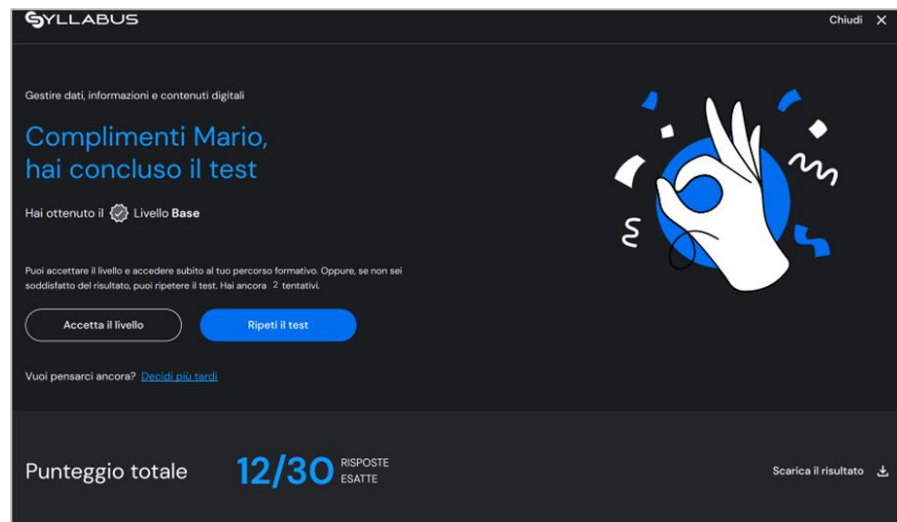 SYLLABUS
Chiudi
Gestire dati, informazioni e contenuti digitali
Complimenti Mario,
hai concluso il test
Hai ottenuto il Livello Base
Puoi accettare il livello e accedere subito al tuo percorso formativo. Oppure, se non sei
soddisfatto del risultato, puoi ripetere il test. Hai ancora 2 tentativi.
Accetta il livello
Ripeti il test
Vuoi pensarci ancora? Decidi più tardi
Punteggio totale
12/30
RISPOSTE
ESATTE
Scarica il risultato